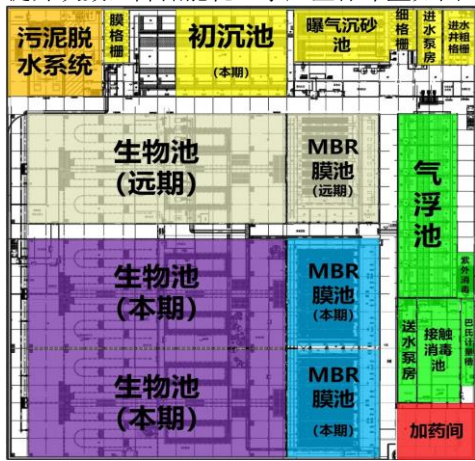 污泥脱
水系统
膜
格
栅
初沉池
(本期)
曝气沉砂
池
细
格
栅
进
水
泵
房
进水
井粗
格
栅
生物池
(远期)
MBR
膜池
(远期)
气
浮
池
生物池
(本期)
MBR
膜池
(本期)
紫
外
消
毒
生物池
(本期)
MBR
膜池
(本期)
送
水
泵
房
接触
消毒
池
巴
氏
计
量
槽
加药间